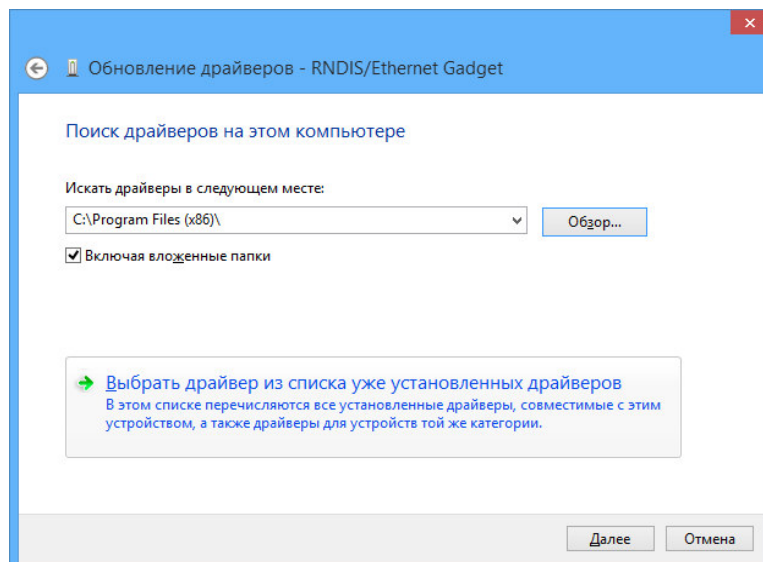 Обновление драйверов - RNDIS/Ethernet Gadget
Поиск драйверов на этом компьютере
Искать драйверы в следующем месте:
C:\Program Files (x86)\
Обзор...
Включая вложенные папки
Выбрать драйвер из списка уже установленных драйверов
В этом списке перечисляются все установленные драйверы, совместимые с этим
устройством, а также драйверы для устройств той же категории.
Далее
Отмена